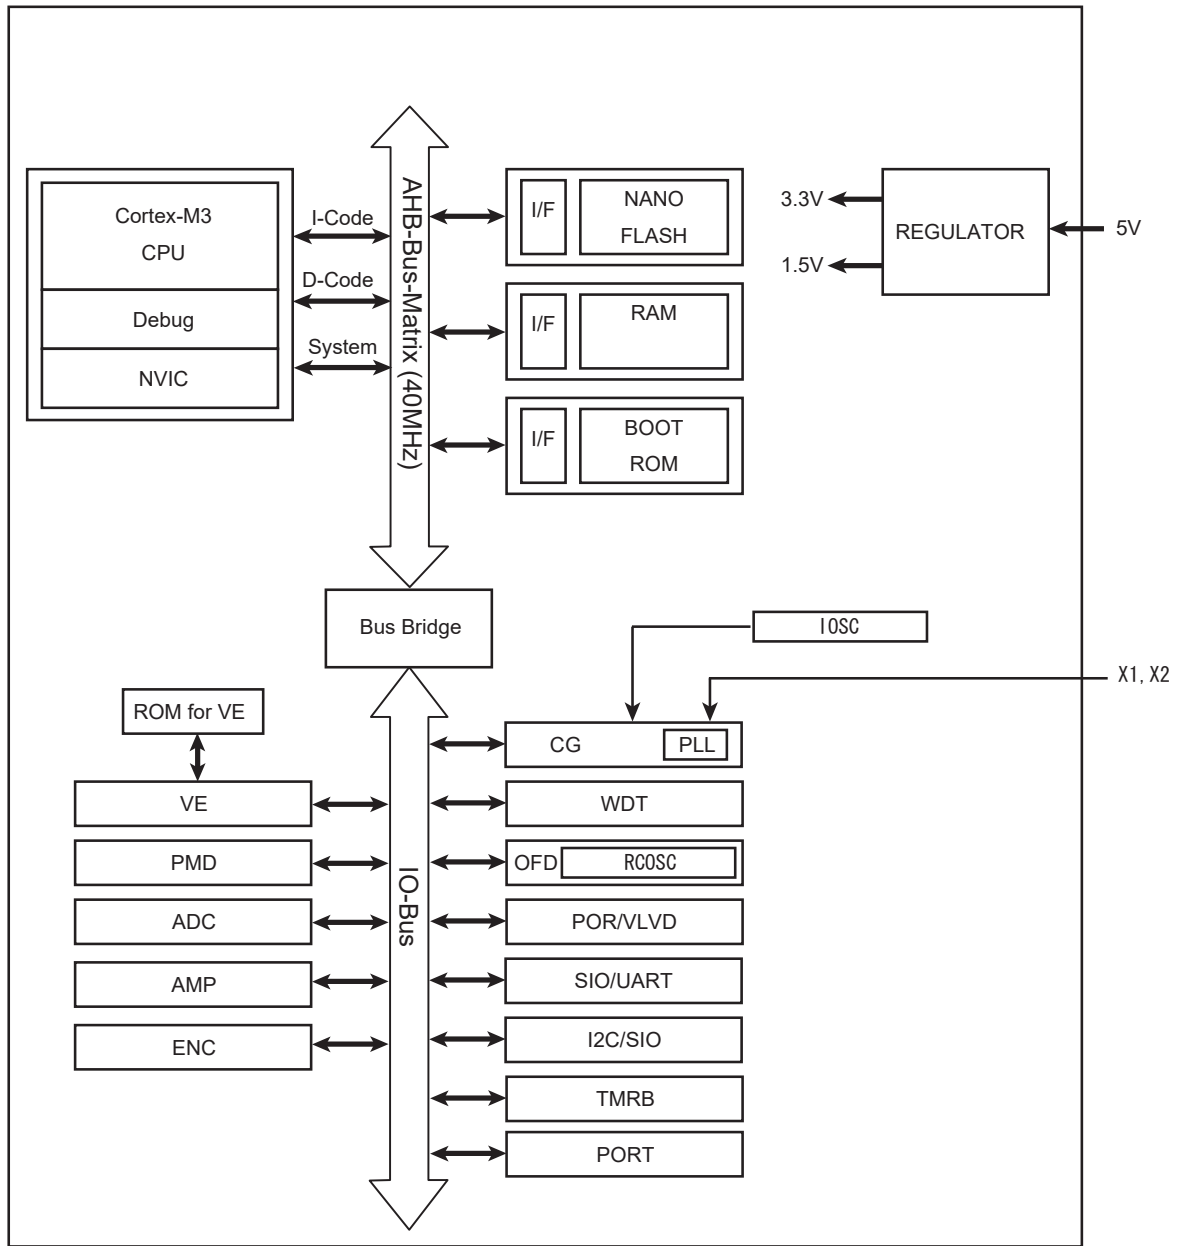 Cortex-M3
CPU
Debug
NVIC
I-Code
D-Code
System
AHB-Bus-Matrix (40MHz)
I/F
NANO
FLASH
I/F
RAM
I/F
BOOT
ROM
3.3V
1.5V
REGULATOR
5V
Bus Bridge
IOSC
X1, X2
ROM for VE
VE
PMD
ADC
AMP
ENC
IO-Bus
CG
PLL
WDT
OFD
RCOSC
POR/VLVD
SIO/UART
I2C/SIO
TMRB
PORT